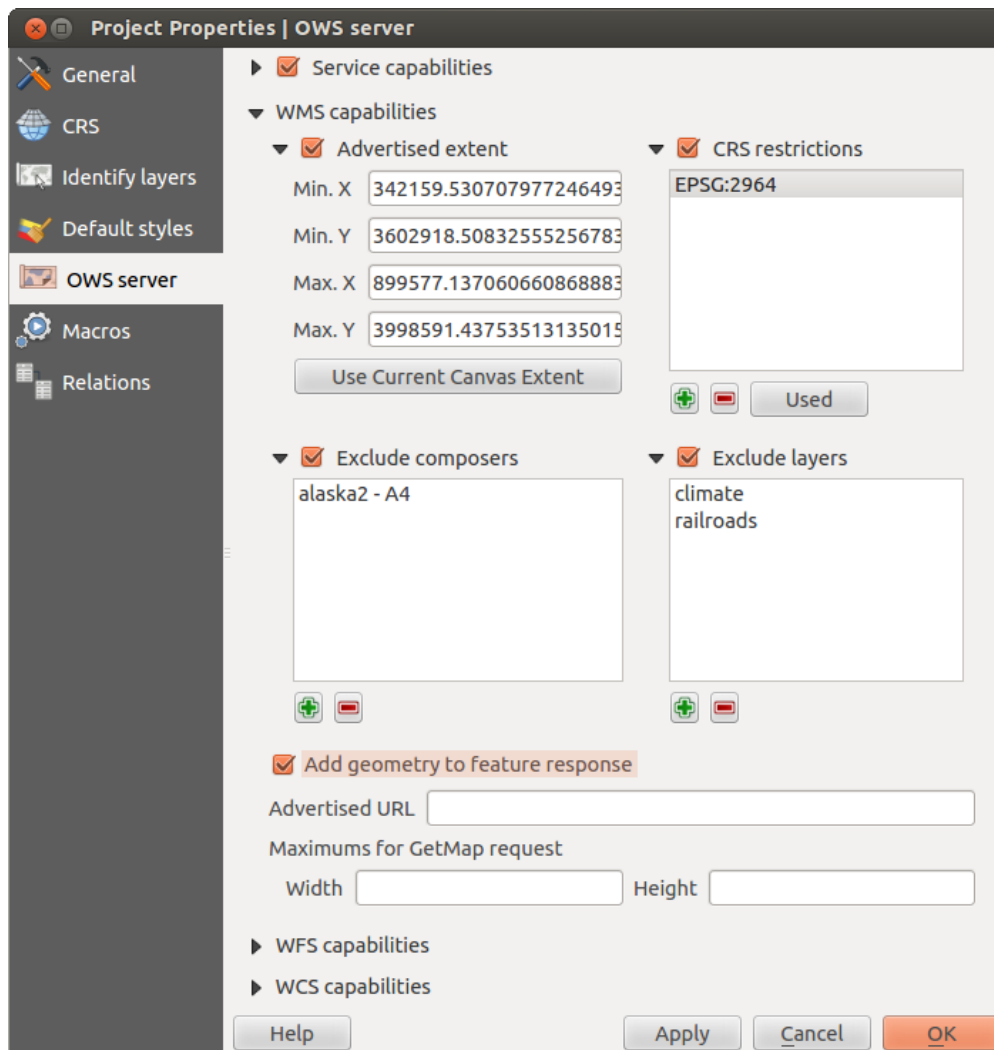 Project Properties | OWS server
General
CRS
Identify layers
Default styles
OWS server
Macros
Relations
Service capabilities
WMS capabilities
Advertised extent
Min. X 342159.530707977246493
Min. Y 3602918.50832555256783
Max. X 899577.137060660868883
Max. Y 3998591.43753513135015
Use Current Canvas Extent
CRS restrictions
EPSG:2964
Used
Exclude composers
alaska2 - A4
Exclude layers
climate
railroads
Add geometry to feature response
Advertised URL
Maximums for GetMap request
Width Height
WFS capabilities
WCS capabilities
Help Apply Cancel OK